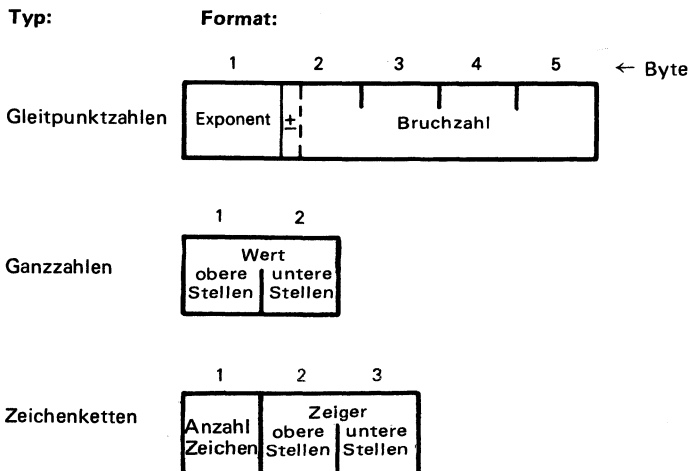 Typ: Format:
1 2 3 4 5 ← Byte
Gleitpunktzahlen Exponent ± Bruchzahl
1 2
Ganzzahlen
Wert
obere untere
Stellen Stellen
1 2 3
Zeichenketten
Anzahl Zeichen
Zeiger
obere untere
Stellen Stellen